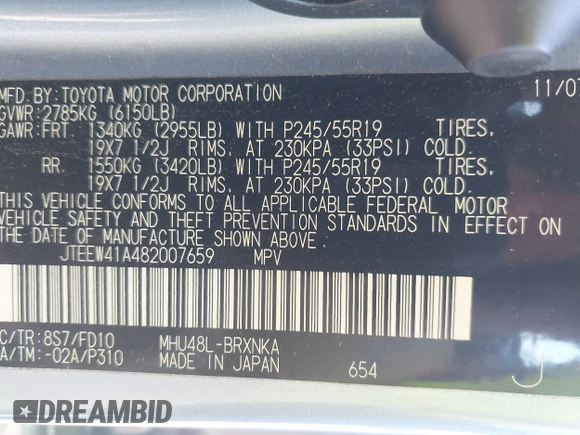 MFD. BY: TOYOTA MOTOR CORPORATION 11/07
GVWR: 2785KG (6150LB)
GAWR: FRT. 1340KG (2955LB) WITH P245/55R19 TIRES,
19X7 1/2J RIMS, AT 230KPA (33PSI) COLD.
RR. 1550KG (3420LB) WITH P245/55R19 TIRES,
19X7 1/2J RIMS, AT 230KPA (33PSI) COLD.
THIS VEHICLE CONFORMS TO ALL APPLICABLE FEDERAL MOTOR
VEHICLE SAFETY AND THEFT PREVENTION STANDARDS IN EFFECT ON
THE DATE OF MANUFACTURE SHOWN ABOVE.
JTEEW41A482007659 MPV
C/TR: 8S7/FD10 MHU48L-BRXNKA
A/TM: -02A/P310 MADE IN JAPAN 654 J
DREAMBID